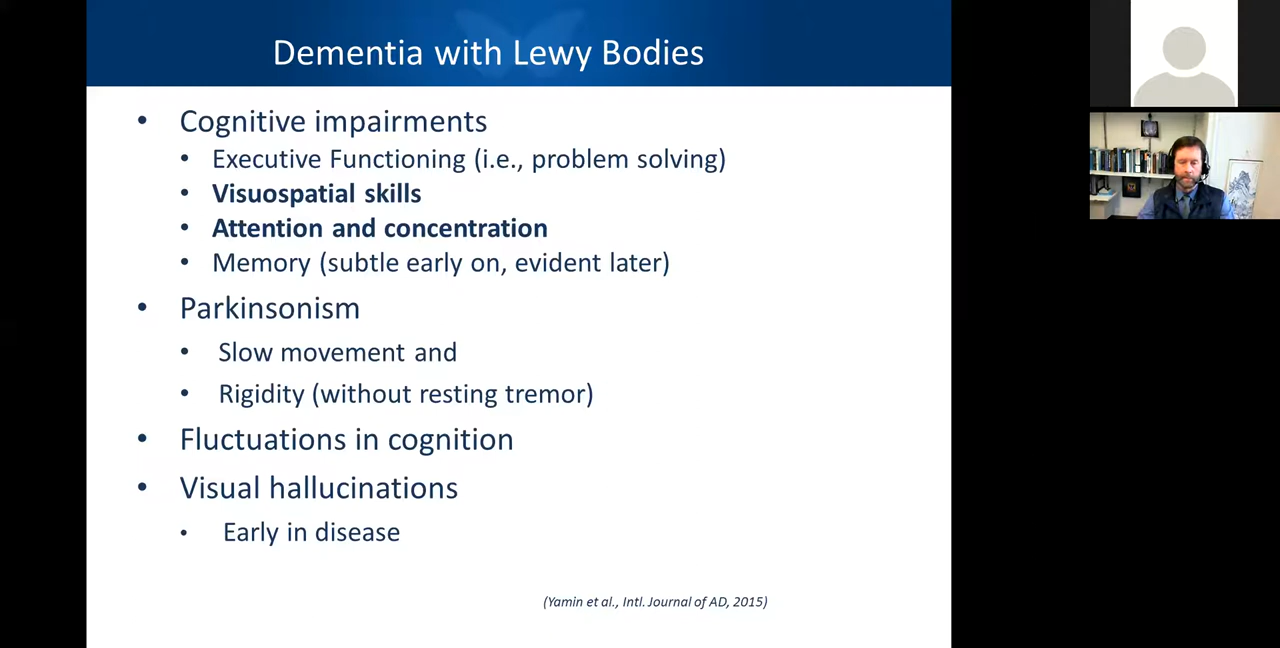 Dementia with Lewy Bodies
• Cognitive impairments
• Executive Functioning (i.e., problem solving)
• Visuospatial skills
• Attention and concentration
• Memory (subtle early on, evident later)
• Parkinsonism
• Slow movement and
• Rigidity (without resting tremor)
• Fluctuations in cognition
• Visual hallucinations
• Early in disease
(Yamin et al., Intl. Journal of AD, 2015)